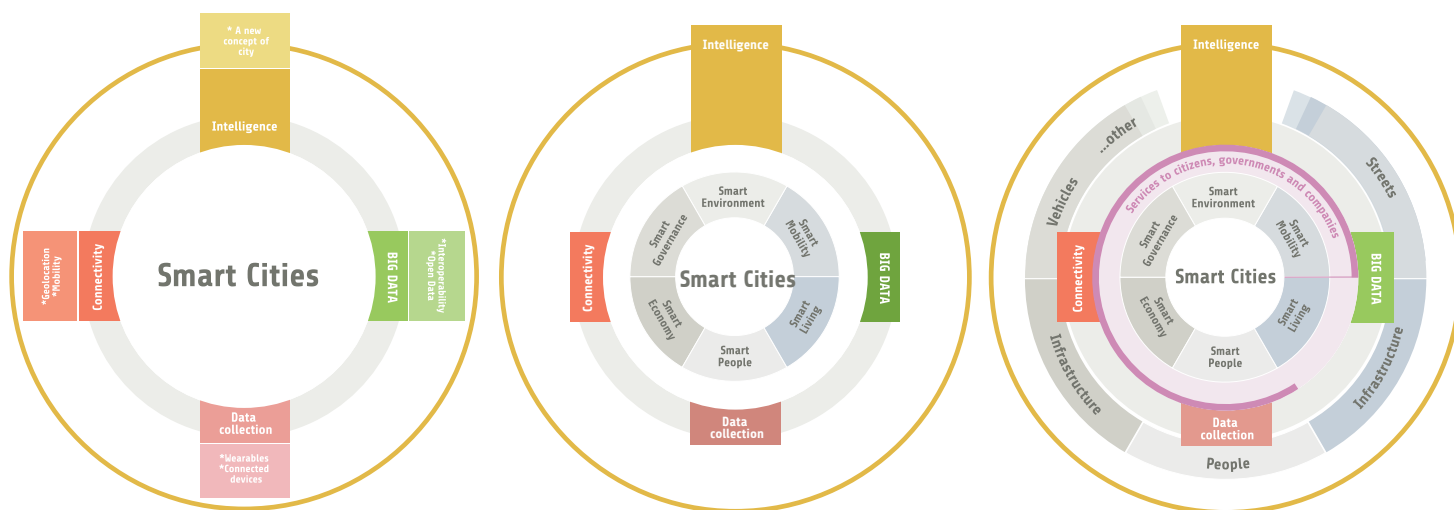 * A new
concept of
city
Intelligence
*Geolocation
*Mobility
Connectivity
Smart Cities
BIG DATA
*Interoperability
*Open Data
Data
collection
*Wearables
*Connected
devices
Intelligence
Connectivity
Smart
Environment
Smart
Governance
Smart
Mobility
Smart Cities
Smart
Economy
Smart
Living
Smart
People
BIG DATA
Data
collection
Intelligence
...other
Vehicles
Streets
Services to citizens, governments and companies
Smart
Environment
Smart
Governance
Smart
Mobility
Connectivity
Smart Cities
BIG DATA
Smart
Economy
Smart
Living
Smart
People
Infrastructure
Infrastructure
Data
collection
People